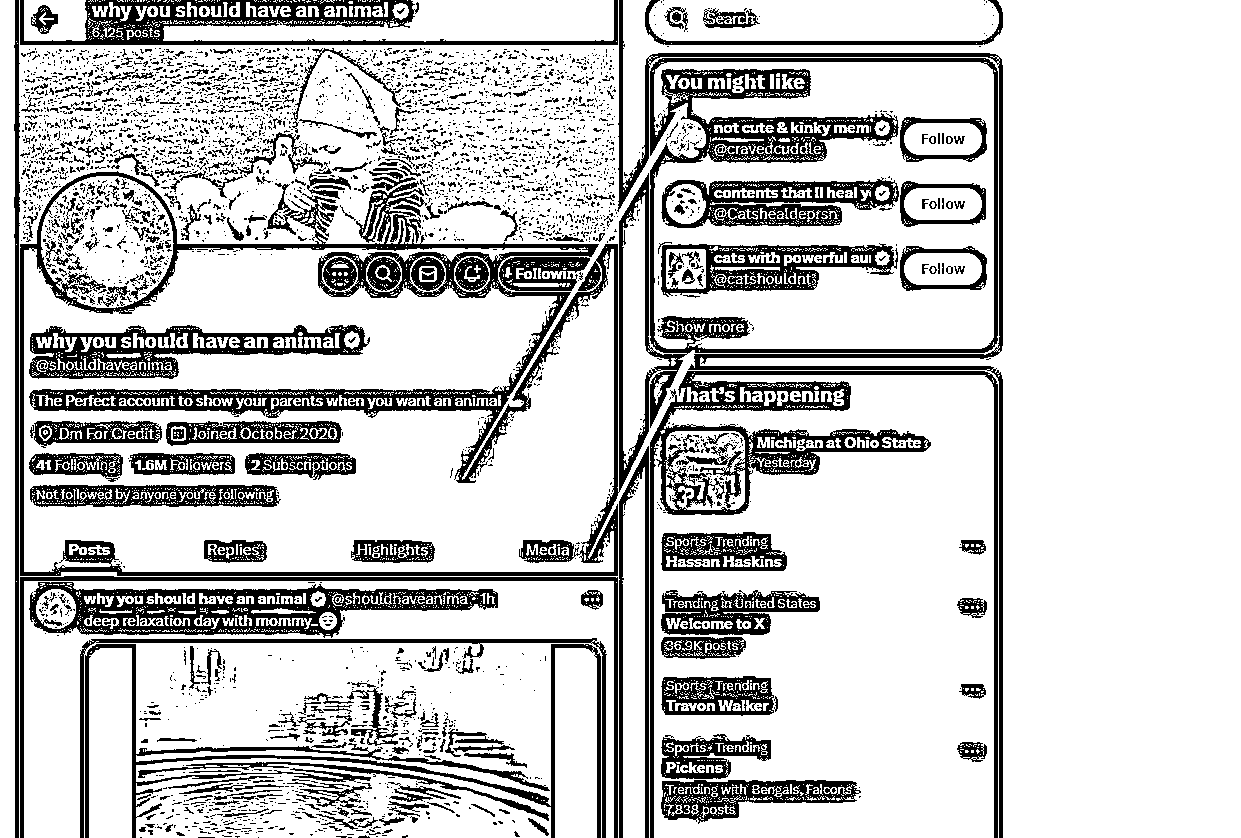 why you should have an animal
6,125 posts
Following
why you should have an animal
@shouldhaveanima
The Perfect account to show your parents when you want an animal
Dm For Credit Joined October 2020
41 Following 1.6M Followers 2 Subscriptions
Not followed by anyone you're following
Posts Replies Highlights Media
why you should have an animal @shouldhaveanima · 1h
deep relaxation day with mommy..
Search
You might like
not cute & kinky mem
@cravedcuddle
Follow
contents that ll heal y
@Catshealdeprsn
Follow
cats with powerful au
@catshouldnt
Follow
Show more
What's happening
Michigan at Ohio State
Yesterday
Sports · Trending
Hassan Haskins
Trending in United States
Welcome to X
36.9K posts
Sports · Trending
Travon Walker
Sports · Trending
Pickens
Trending with Bengals, Falcons
7,838 posts